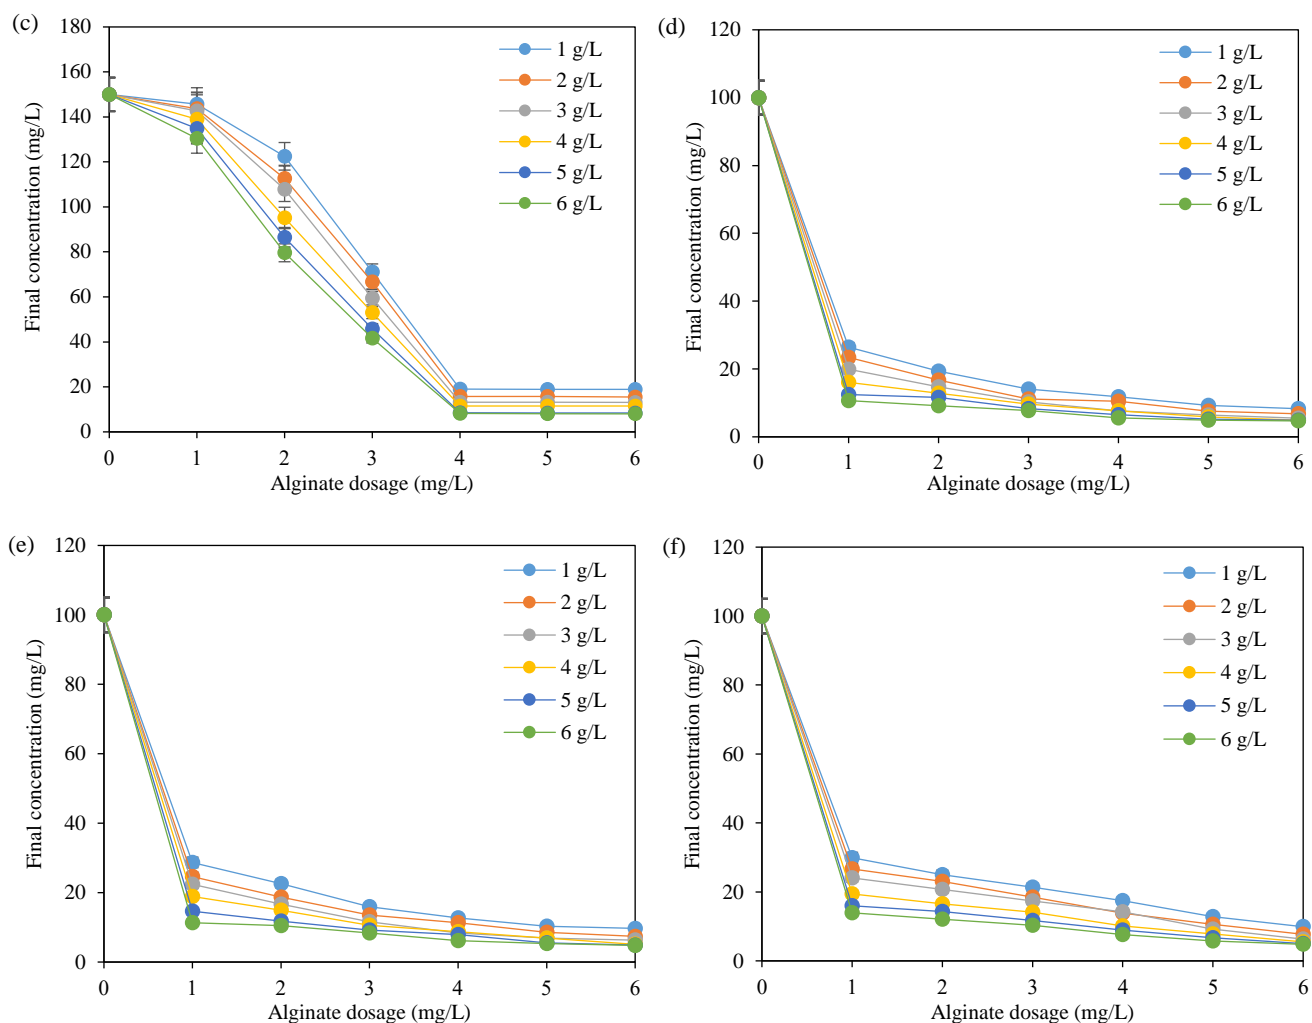 (c)
Final concentration (mg/L)
180
160
140
120
100
80
60
40
20
0
0 1 2 3 4 5 6
Alginate dosage (mg/L)
1 g/L
2 g/L
3 g/L
4 g/L
5 g/L
6 g/L
(d)
Final concentration (mg/L)
120
100
80
60
40
20
0
0 1 2 3 4 5 6
Alginate dosage (mg/L)
1 g/L
2 g/L
3 g/L
4 g/L
5 g/L
6 g/L
(e)
Final concentration (mg/L)
120
100
80
60
40
20
0
0 1 2 3 4 5 6
Alginate dosage (mg/L)
1 g/L
2 g/L
3 g/L
4 g/L
5 g/L
6 g/L
(f)
Final concentration (mg/L)
120
100
80
60
40
20
0
0 1 2 3 4 5 6
Alginate dosage (mg/L)
1 g/L
2 g/L
3 g/L
4 g/L
5 g/L
6 g/L